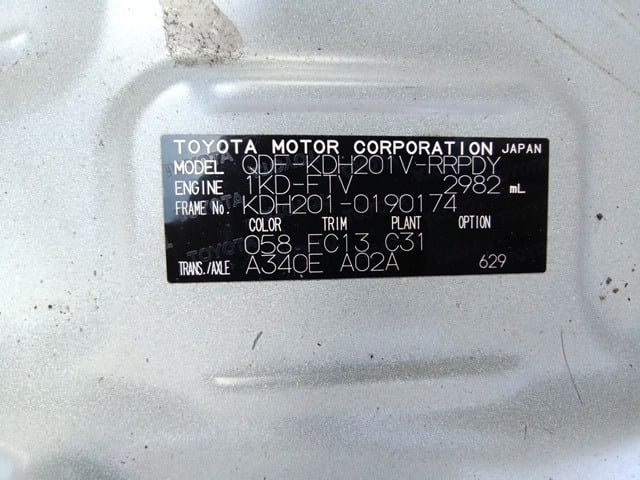 TOYOTA MOTOR CORPORATION JAPAN
MODEL QDF-KDH201V-RRPDY
ENGINE 1KD-FTV 2982 mL
FRAME No. KDH201-0190174
COLOR TRIM PLANT OPTION
058 FC13 C31
TRANS./AXLE A340E A02A 629